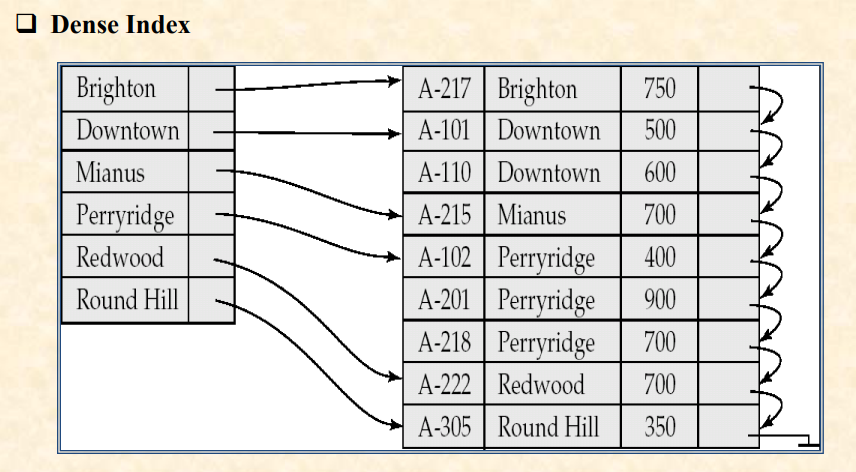 ❑ Dense Index
Brighton
Downtown
Mianus
Perryridge
Redwood
Round Hill
A-217 Brighton 750
A-101 Downtown 500
A-110 Downtown 600
A-215 Mianus 700
A-102 Perryridge 400
A-201 Perryridge 900
A-218 Perryridge 700
A-222 Redwood 700
A-305 Round Hill 350